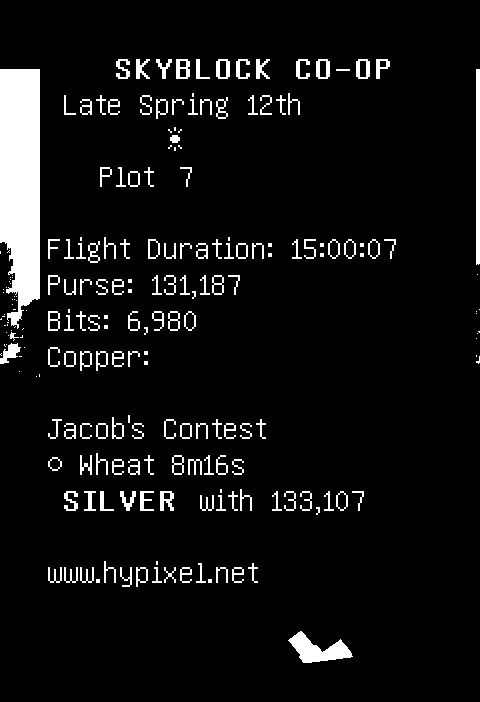 SKYBLOCK CO-OP
Late Spring 12th
Plot 7
Flight Duration: 15:00:07
Purse: 131,187
Bits: 6,980
Copper:
Jacob's Contest
○ Wheat 8m16s
SILVER with 133,107
www.hypixel.net